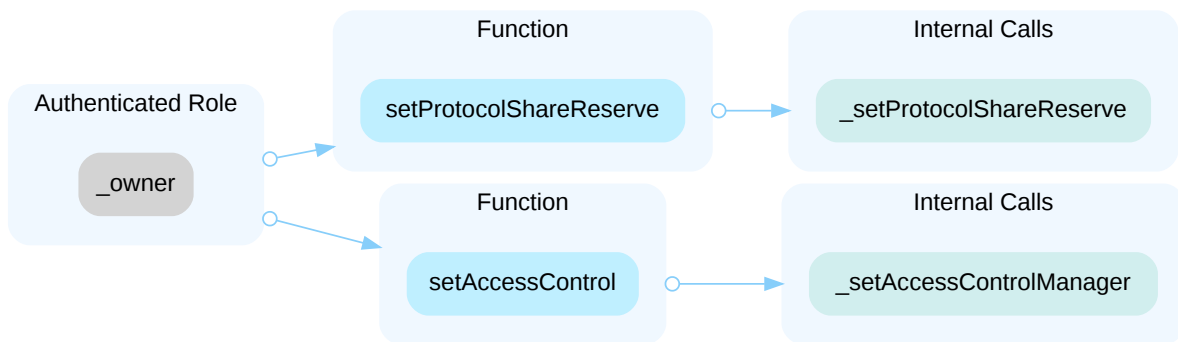 Authenticated Role
_owner
Function
setProtocolShareReserve
Internal Calls
_setProtocolShareReserve
Function
setAccessControl
Internal Calls
_setAccessControlManager